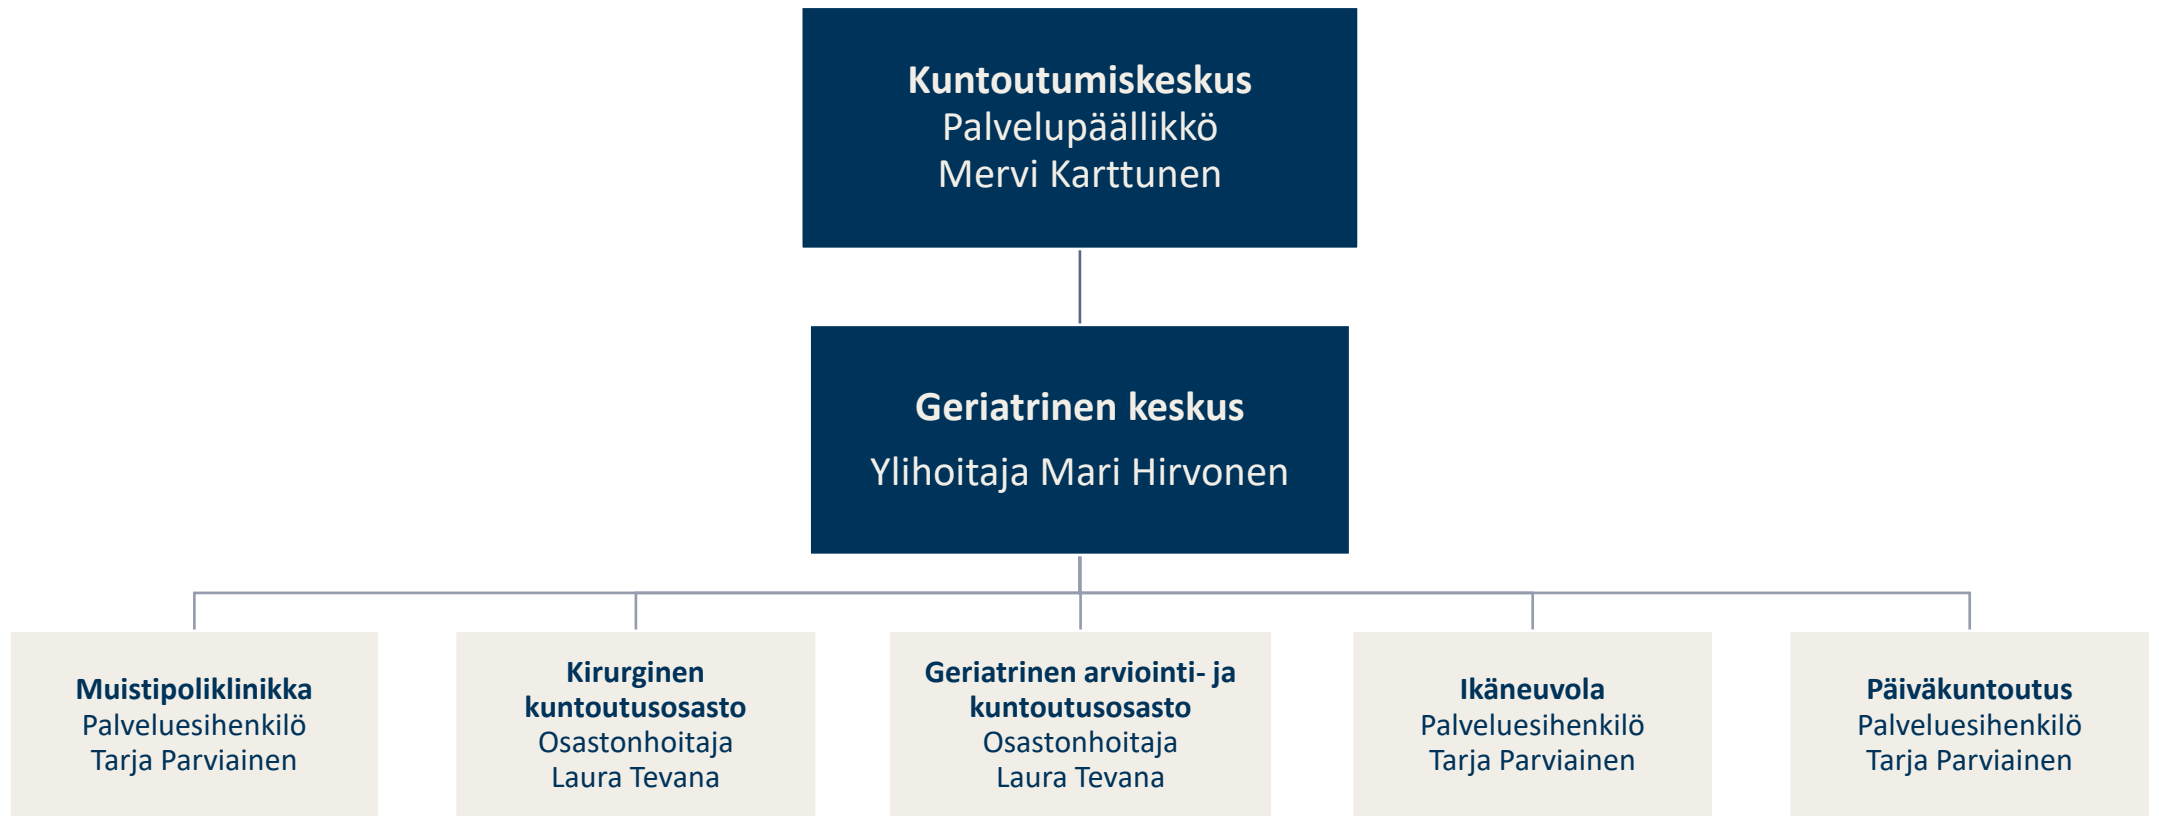 Kuntoutumiskeskus
Palvelupäällikkö
Mervi Karttunen
Geriatrinen keskus
Ylihoitaja Mari Hirvonen
Muistipoliklinikka
Palveluesihenkilö
Tarja Parviainen
Kirurginen
kuntoutusosasto
Osastonhoitaja
Laura Tevana
Geriatrinen arviointi- ja
kuntoutusosasto
Osastonhoitaja
Laura Tevana
Ikäneuvola
Palveluesihenkilö
Tarja Parviainen
Päiväkuntoutus
Palveluesihenkilö
Tarja Parviainen